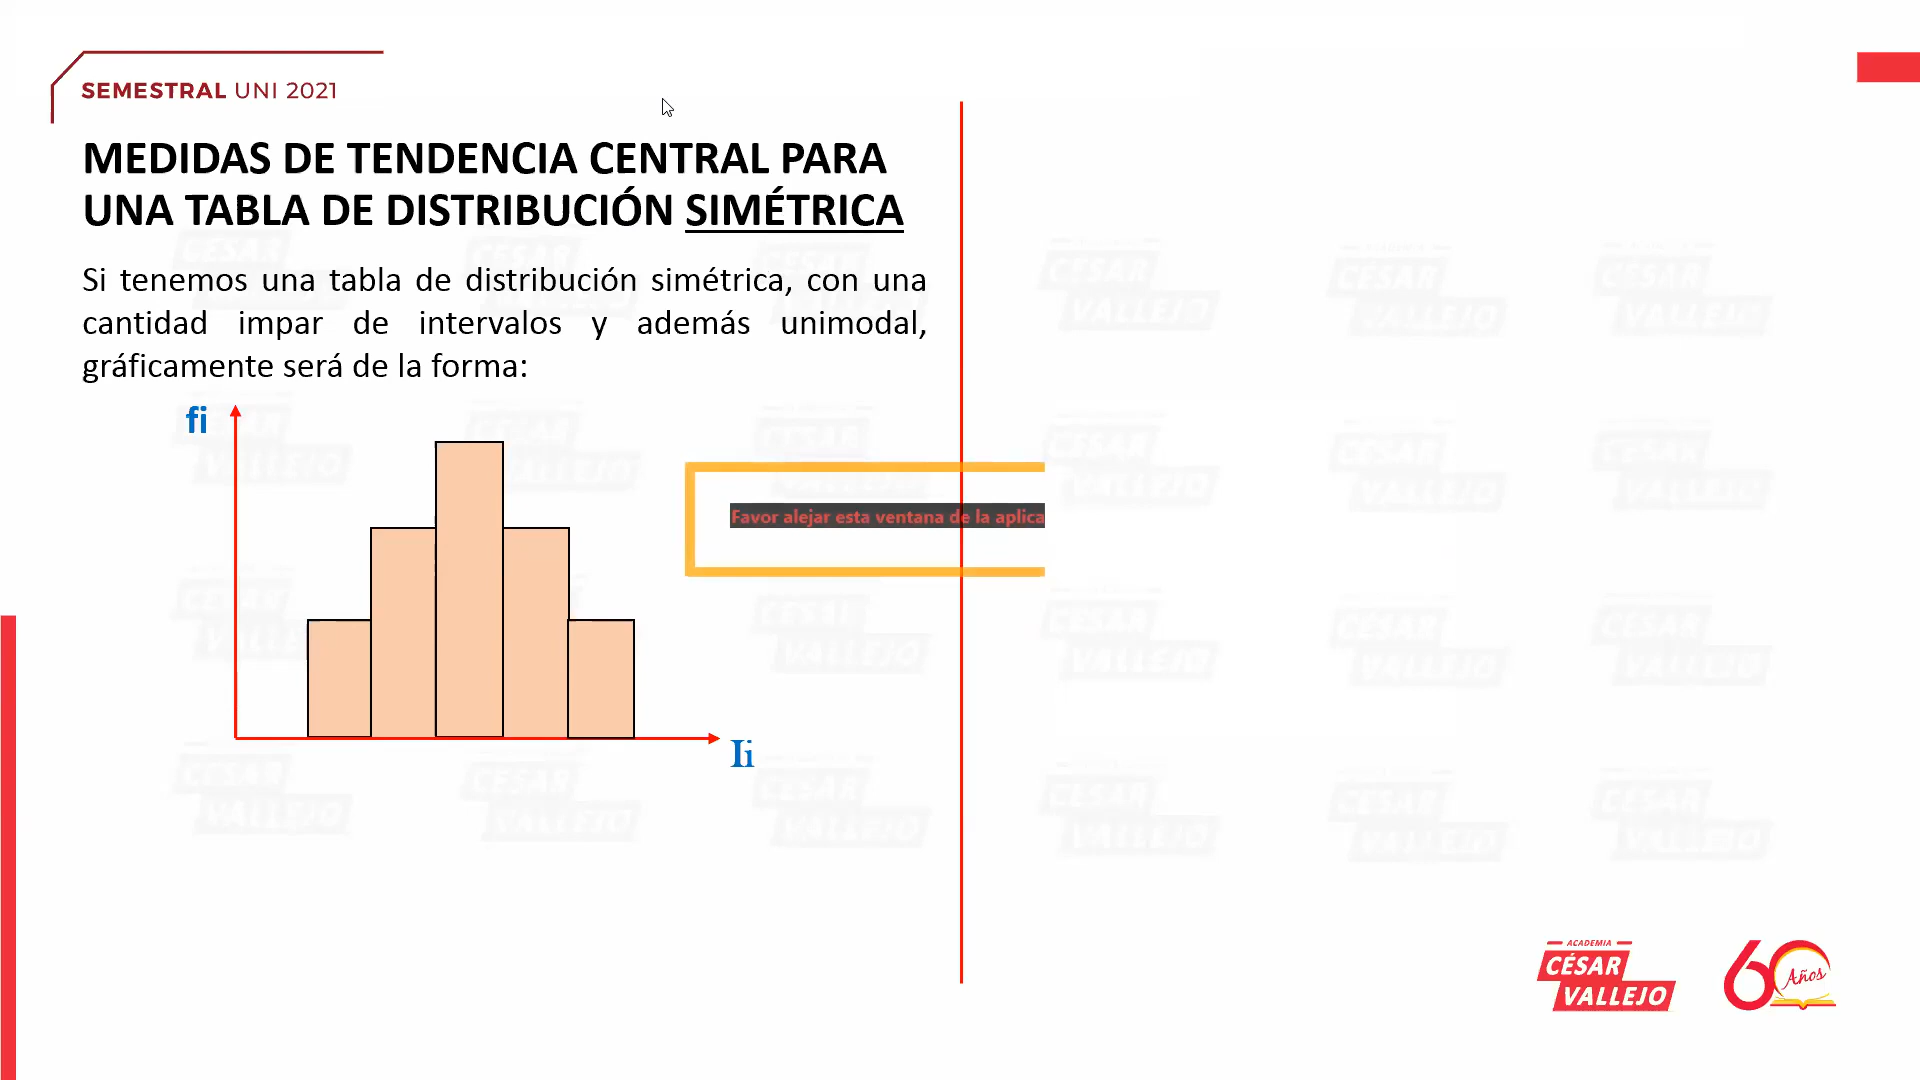 SEMESTRAL UNI 2021
MEDIDAS DE TENDENCIA CENTRAL PARA
UNA TABLA DE DISTRIBUCIÓN SIMÉTRICA
Si tenemos una tabla de distribución simétrica, con una
cantidad impar de intervalos y además unimodal,
gráficamente será de la forma:
fi
Favor alejar esta ventana de la aplica
Ii
ACADEMIA
CÉSAR
VALLEJO
60
Años